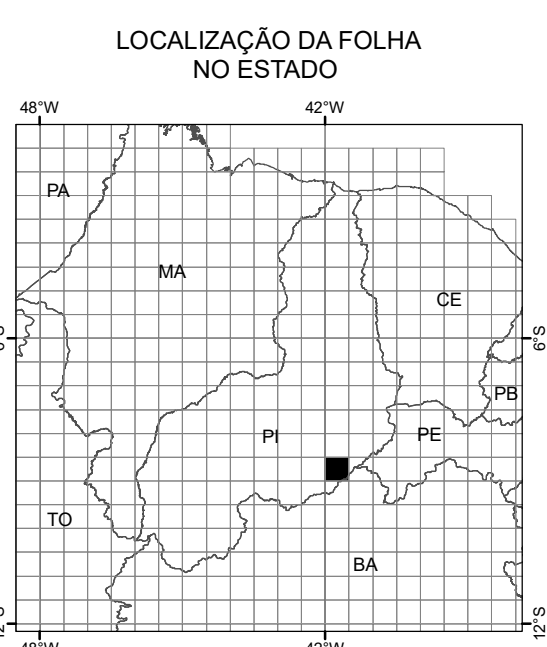 LOCALIZAÇÃO DA FOLHA
NO ESTADO
48°W 42°W
PA
MA
CE
6°S
PB
PI
PE
TO
BA
12°S